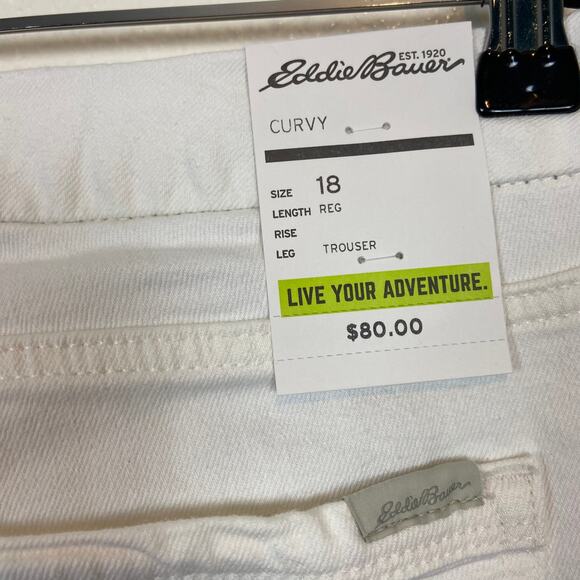 EST. 1920
Eddie Bauer
CURVY
SIZE 18
LENGTH REG
RISE
LEG TROUSER
LIVE YOUR ADVENTURE.
$80.00
Eddie Bauer